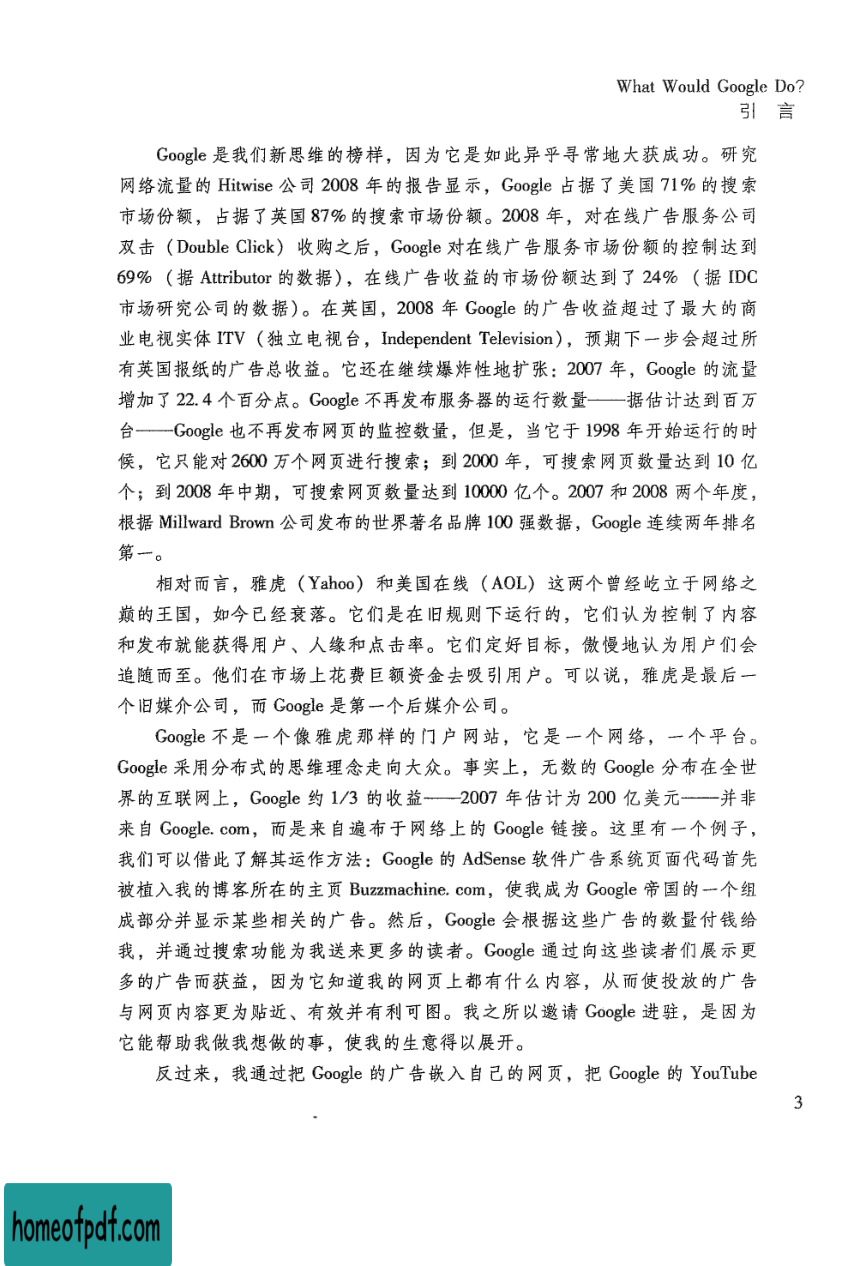 What Would Google Do?
引 言
Google 是我们新思维的榜样，因为它是如此异乎寻常地大获成功。研究
网络流量的 Hitwise 公司 2008 年的报告显示，Google 占据了美国 71% 的搜索
市场份额，占据了英国 87% 的搜索市场份额。2008 年，对在线广告服务公司
双击（Double Click）收购之后，Google 对在线广告服务市场份额的控制达到
69%（据 Attributor 的数据），在线广告收益的市场份额达到了 24%（据 IDC
市场研究公司的数据）。在英国，2008 年 Google 的广告收益超过了最大的商
业电视实体 ITV（独立电视台，Independent Television），预期下一步会超过所
有英国报纸的广告总收益。它还在继续爆炸性地扩张：2007 年，Google 的流量
增加了 22.4 个百分点。Google 不再发布服务器的运行数量——据估计达到百万
台——Google 也不再发布网页的监控数量，但是，当它于 1998 年开始运行的时
候，它只能对 2600 万个网页进行搜索；到 2000 年，可搜索网页数量达到 10 亿
个；到 2008 年中期，可搜索网页数量达到 10000 亿个。2007 和 2008 两个年度，
根据 Millward Brown 公司发布的世界著名品牌 100 强数据，Google 连续两年排名
第一。
相对而言，雅虎（Yahoo）和美国在线（AOL）这两个曾经屹立于网络之
巅的王国，如今已经衰落。它们是在旧规则下运行的，它们认为控制了内容
和发布就能获得用户、人缘和点击率。它们定好目标，傲慢地认为用户们会
追随而至。他们在市场上花费巨额资金去吸引用户。可以说，雅虎是最后一
个旧媒介公司，而 Google 是第一个后媒介公司。
Google 不是一个像雅虎那样的门户网站，它是一个网络，一个平台。
Google 采用分布式的思维理念走向大众。事实上，无数的 Google 分布在全世
界的互联网上，Google 约 1/3 的收益——2007 年估计为 200 亿美元——并非
来自 Google. com，而是来自遍布于网络上的 Google 链接。这里有一个例子，
我们可以借此了解其运作方法：Google 的 AdSense 软件广告系统页面代码首先
被植入我的博客所在的主页 Buzzmachine. com，使我成为 Google 帝国的一个组
成部分并显示某些相关的广告。然后，Google 会根据这些广告的数量付钱给
我，并通过搜索功能为我送来更多的读者。Google 通过向这些读者们展示更
多的广告而获益，因为它知道我的网页上都有什么内容，从而使投放的广告
与网页内容更为贴近、有效并有利可图。我之所以邀请 Google 进驻，是因为
它能帮助我做我想做的事，使我的生意得以展开。
反过来，我通过把 Google 的广告嵌入自己的网页，把 Google 的 YouTube
3
homeofpdf.com